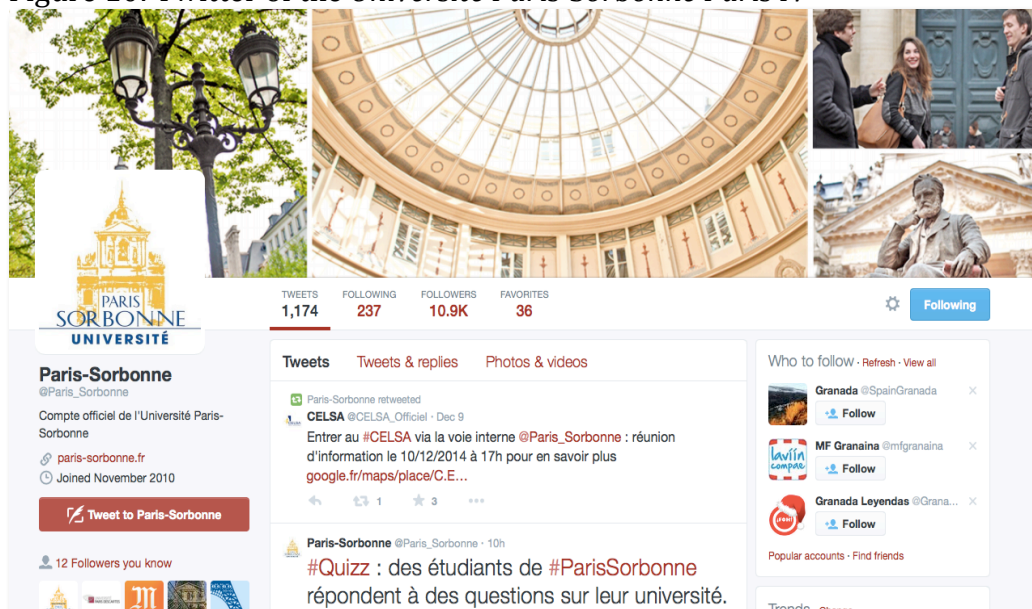 Figure 10: Twitter of the Université Paris Sorbonne Paris IV
PARIS
SORBONNE
UNIVERSITÉ
TWEETS
1,174
FOLLOWING
237
FOLLOWERS
10.9K
FAVORITES
36
Following
Paris-Sorbonne
@Paris_Sorbonne
Compte officiel de l'Université Paris-
Sorbonne
paris-sorbonne.fr
Joined November 2010
Tweet to Paris-Sorbonne
12 Followers you know
Tweets Tweets & replies Photos & videos
Paris-Sorbonne retweeted
CELSA @CELSA_Officiel · Dec 9
Entrer au #CELSA via la voie interne @Paris_Sorbonne : réunion
d'information le 10/12/2014 à 17h pour en savoir plus
google.fr/maps/place/C.E…
1 3
Paris-Sorbonne @Paris_Sorbonne · 10h
#Quizz : des étudiants de #ParisSorbonne
répondent à des questions sur leur université.
Who to follow · Refresh · View all
Granada @SpainGranada
Follow
lavíin
compae
MF Granaina @mfgranaina
Follow
Granada Leyendas @Grana...
Follow
Popular accounts · Find friends
Trends · Change